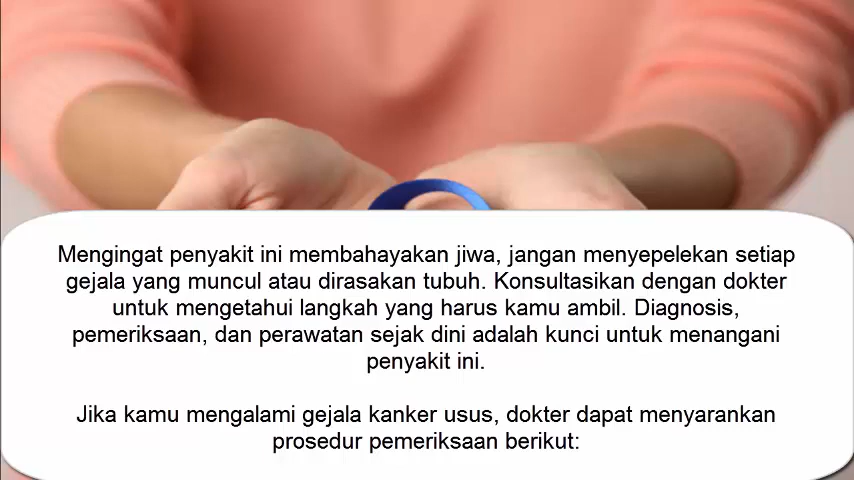 Mengingat penyakit ini membahayakan jiwa, jangan menyepelekan setiap
gejala yang muncul atau dirasakan tubuh. Konsultasikan dengan dokter
untuk mengetahui langkah yang harus kamu ambil. Diagnosis,
pemeriksaan, dan perawatan sejak dini adalah kunci untuk menangani
penyakit ini.
Jika kamu mengalami gejala kanker usus, dokter dapat menyarankan
prosedur pemeriksaan berikut: